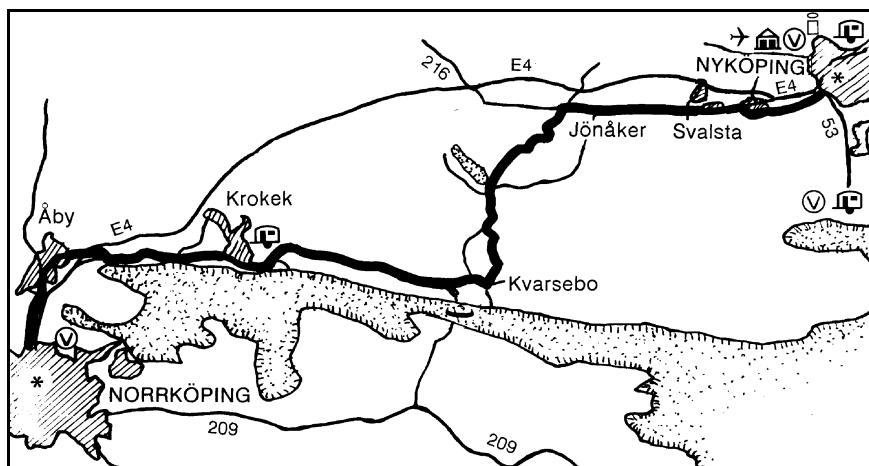 216
E4
V
NYKÖPING
*
E4
Jönåker
Svalsta
53
Krokek
Åby
E4
V
Kvarsebo
V
*
NORRKÖPING
209
209